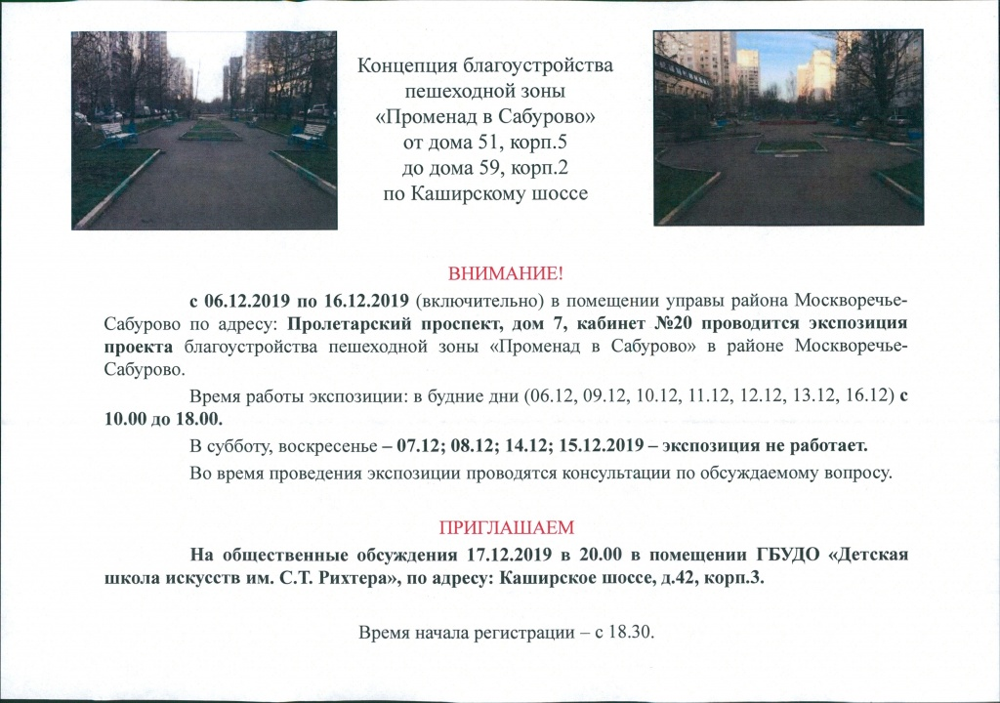 Концепция благоустройства
пешеходной зоны
«Променад в Сабурово»
от дома 51, корп.5
до дома 59, корп.2
по Каширскому шоссе
ВНИМАНИЕ!
с 06.12.2019 по 16.12.2019 (включительно) в помещении управы района Москворечье-
Сабурово по адресу: Пролетарский проспект, дом 7, кабинет №20 проводится экспозиция
проекта благоустройства пешеходной зоны «Променад в Сабурово» в районе Москворечье-
Сабурово.
Время работы экспозиции: в будние дни (06.12, 09.12, 10.12, 11.12, 12.12, 13.12, 16.12) с
10.00 до 18.00.
В субботу, воскресенье – 07.12; 08.12; 14.12; 15.12.2019 – экспозиция не работает.
Во время проведения экспозиции проводятся консультации по обсуждаемому вопросу.
ПРИГЛАШАЕМ
На общественные обсуждения 17.12.2019 в 20.00 в помещении ГБУДО «Детская
школа искусств им. С.Т. Рихтера», по адресу: Каширское шоссе, д.42, корп.3.
Время начала регистрации – с 18.30.